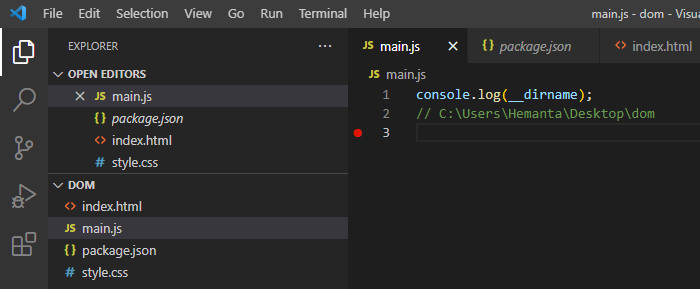 File Edit Selection View Go Run Terminal Help main.js - dom - Visua
EXPLORER ···
OPEN EDITORS
JS main.js
{} package.json
<> index.html
# style.css
DOM
<> index.html
JS main.js
{} package.json
# style.css
JS main.js {} package.json <> index.html
JS main.js
1 console.log(__dirname);
2 // C:\Users\Hemanta\Desktop\dom
3